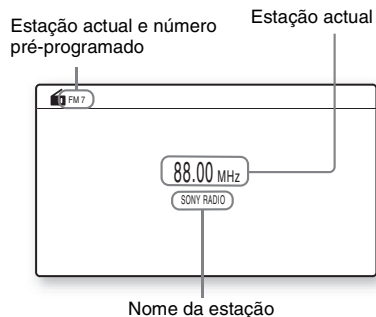 Estação actual e número
pré-programado
Estação actual
FM 7
88.00 MHz
SONY RADIO
Nome da estação